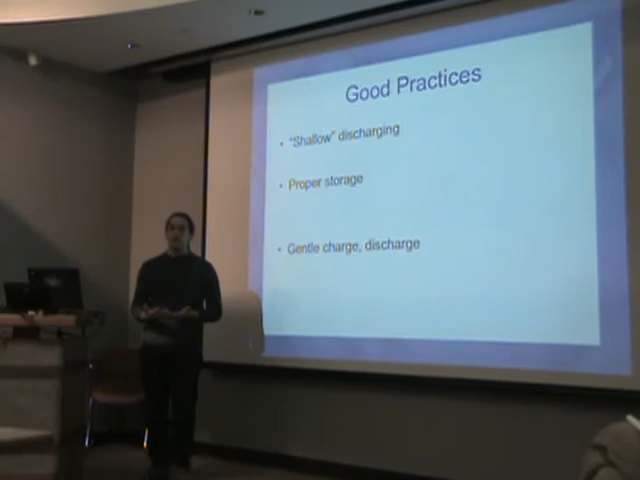 Good Practices
• "Shallow" discharging
• Proper storage
• Gentle charge, discharge